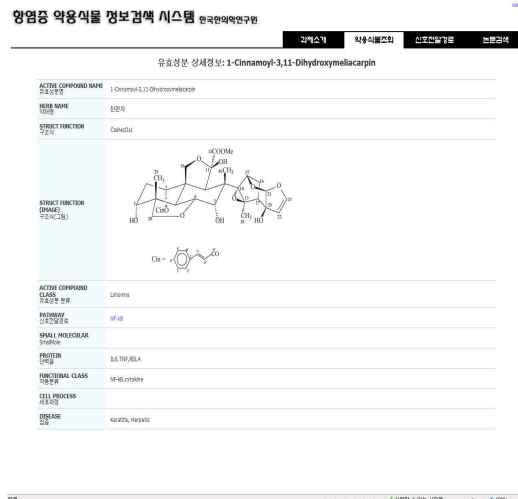 항염증 약용식물 정보검색 시스템 한국한의학연구원
과제소개 약용식물조회 신호전달경로 논문검색
유효성분 상세정보: 1-Cinnamoyl-3,11-Dihydroxymeliacarpin
ACTIVE COMPOUND NAME
유효성분명
1-Cinnamoyl-3,11-Dihydroxymeliacarpin
HERB NAME
약어명
천련자
STRUCT FUNCTION
구조식
STRUCT FUNCTION
(IMAGE)
구조식(그림)
COOMe
OH
CH3
CH3
O
CinO
HO
OH
CH3
HO
Cin =
CO
ACTIVE COMPOUND
CLASS
유효성분 분류
Limonins
PATHWAY
신호전달경로
NF-kB
SMALL MOLECULAR
SmallMole
PROTEIN
단백질
IL6,TNF,RELA
FUNCTIONAL CLASS
작용분류
NF-kB,cytokine
CELL PROCESS
세포과정
DISEASE
질병
Keratitis, Herpetic